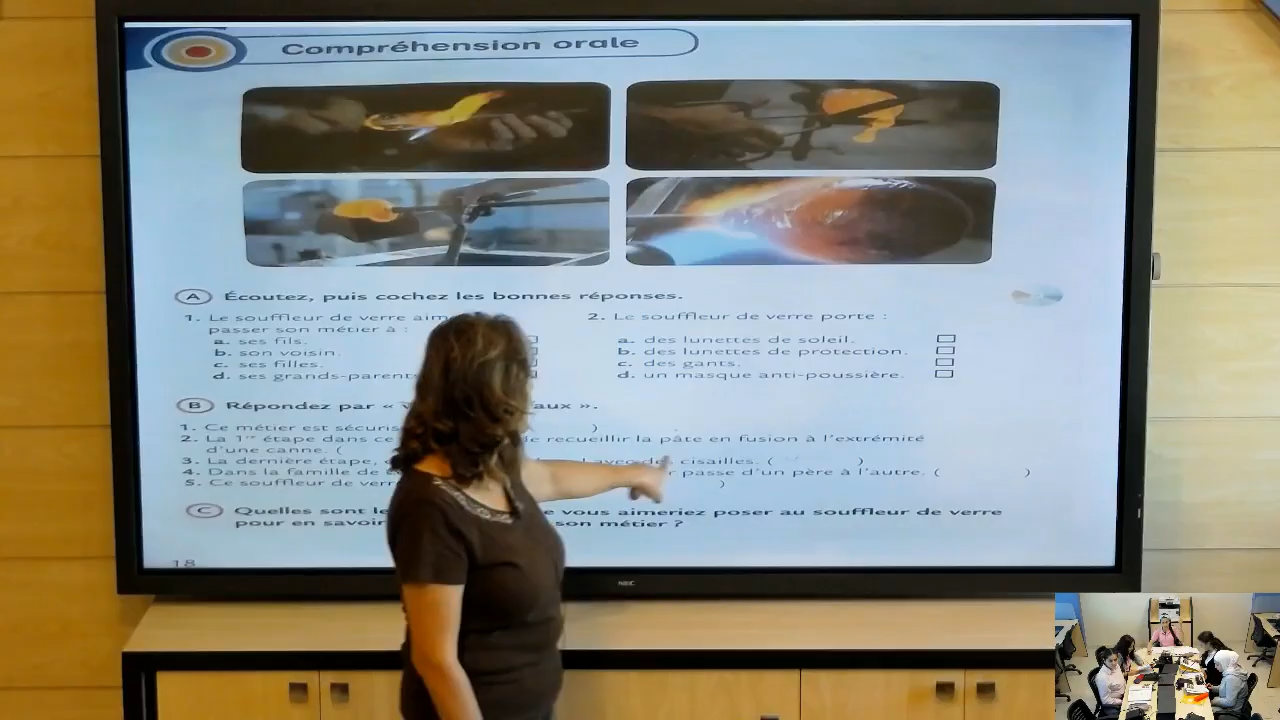 Compréhension orale
A Écoutez, puis cochez les bonnes réponses.
1. Le souffleur de verre aim
passer son métier à :
a. ses fils.
b. son voisin.
c. ses filles.
d. ses grands-parent
2. Le souffleur de verre porte :
a. des lunettes de soleil.
b. des lunettes de protection.
c. des gants.
d. un masque anti-poussière.
B Répondez par « aux ».
1. Ce métier est sécuris )
2. La 1re étape dans ce recueillir la pâte en fusion à l'extrémité
d'une canne. (
3. La dernière étape, avec des cisailles. ( )
4. Dans la famille de passe d'un père à l'autre. ( )
5. Ce souffleur de verr )
C Quelles sont le vous aimeriez poser au souffleur de verre
pour en savoir son métier ?
18
NEC